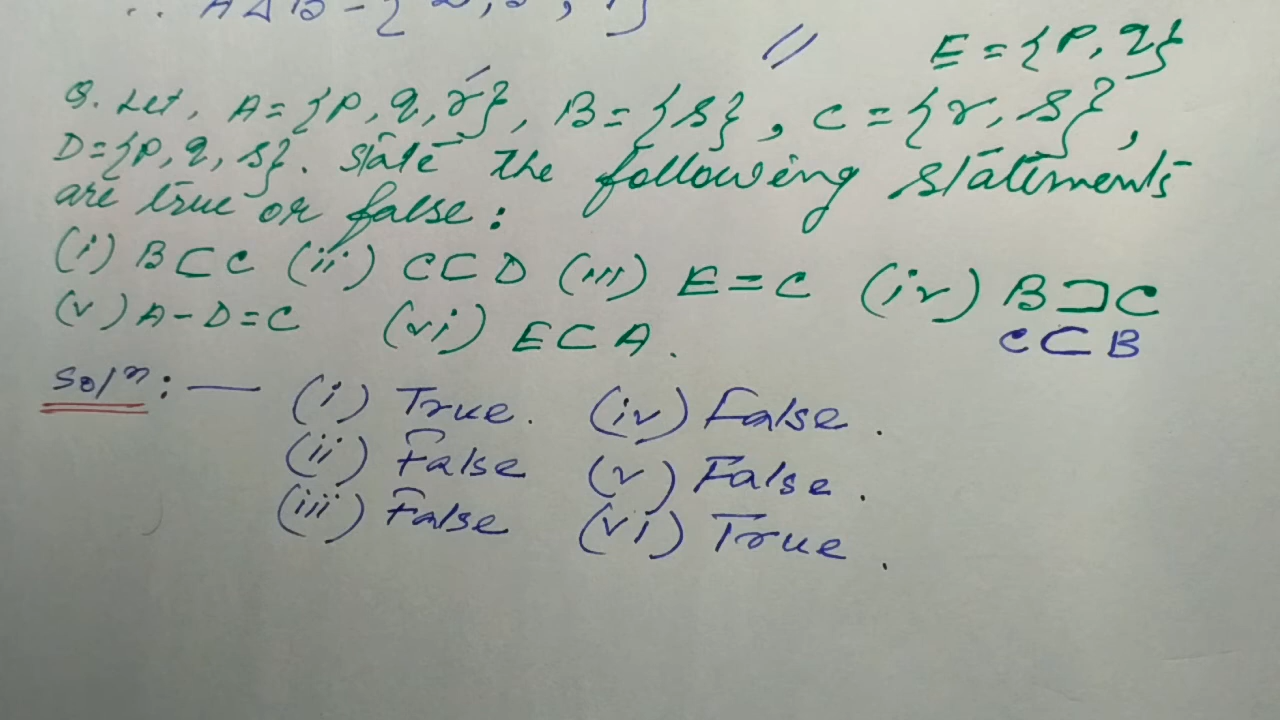 E = {P, q}
Q. Let, A = {P, q, r}, B = {s}, C = {r, s},
D = {P, q, s}. State the following statements
are true or false:
(i) B ⊂ C (ii) C ⊂ D (iii) E = C (iv) B ⊃ C
(v) A - D = C (vi) E ⊂ A.
C ⊂ B
Solⁿ: — (i) True. (iv) False.
(ii) False (v) False.
(iii) False (vi) True.